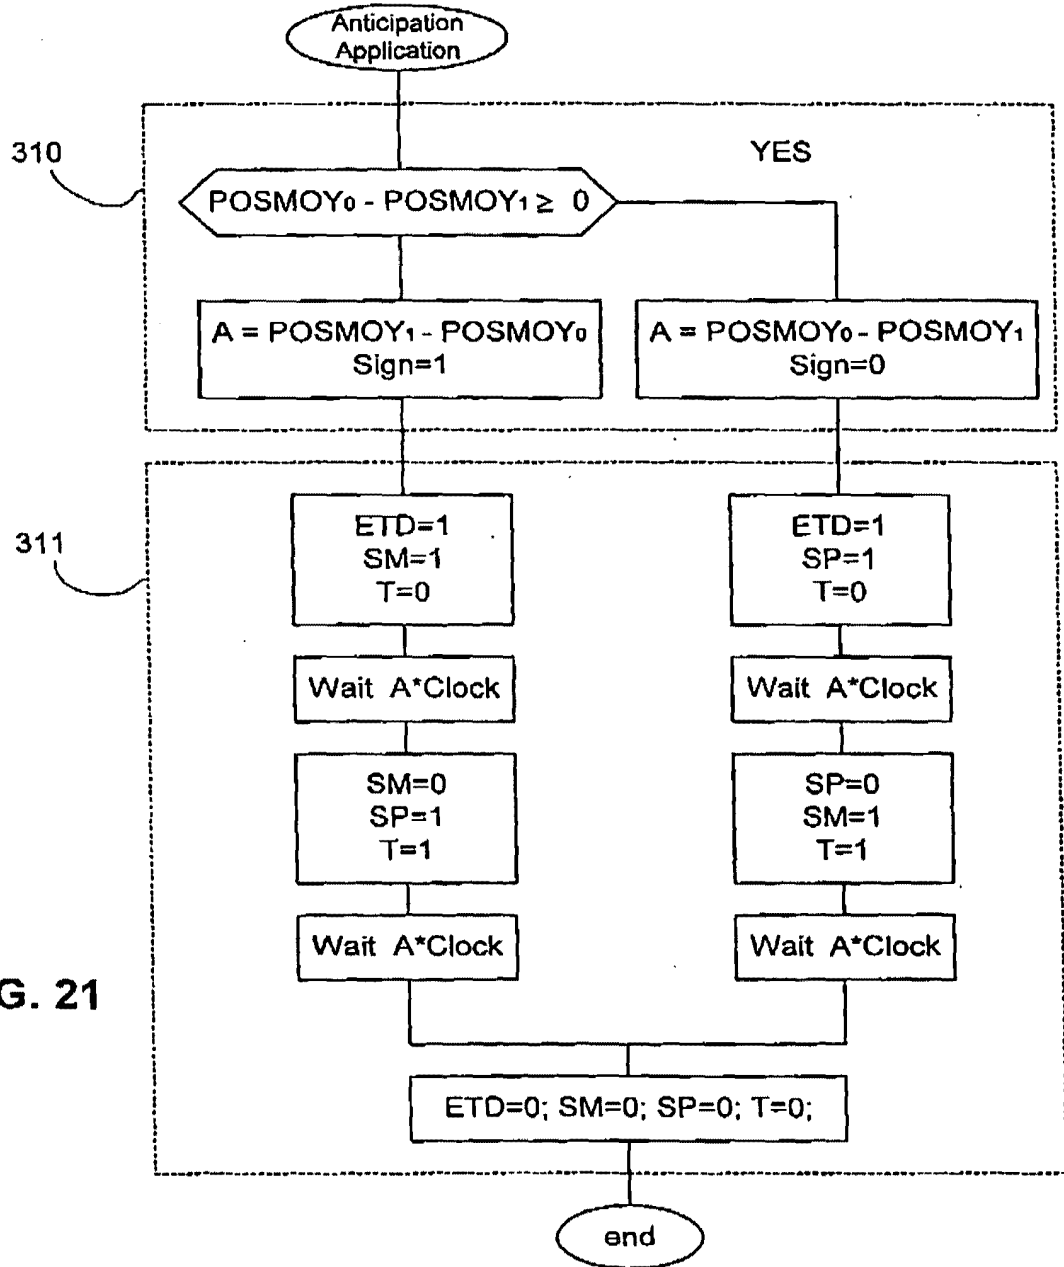 Anticipation
Application
310
YES
POSMOY₀ - POSMOY₁ ≥ 0
A = POSMOY₁ - POSMOY₀
Sign=1
A = POSMOY₀ - POSMOY₁
Sign=0
311
ETD=1
SM=1
T=0
ETD=1
SP=1
T=0
Wait A*Clock
Wait A*Clock
SM=0
SP=1
T=1
SP=0
SM=1
T=1
Wait A*Clock
Wait A*Clock
G. 21
ETD=0; SM=0; SP=0; T=0;
end